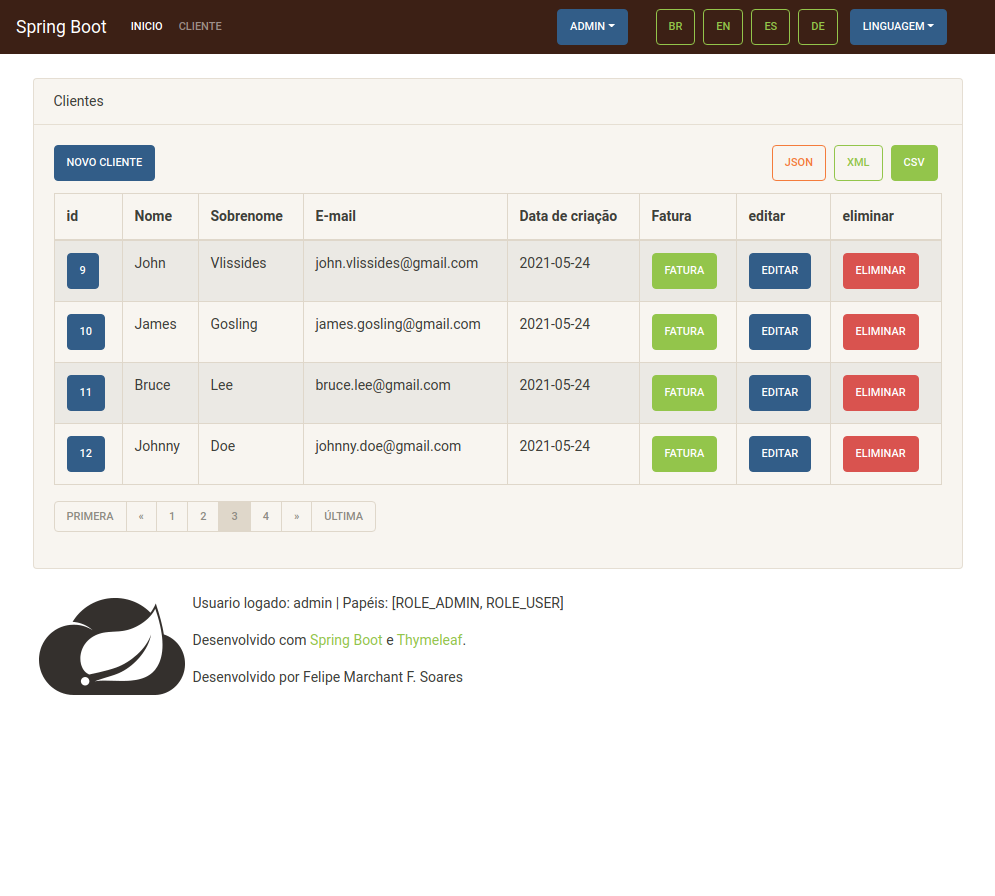 Spring Boot INICIO CLIENTE ADMIN BR EN ES DE LINGUAGEM
Clientes
NOVO CLIENTE JSON XML CSV
id Nome Sobrenome E-mail Data de criação Fatura editar eliminar
9 John Vlissides john.vlissides@gmail.com 2021-05-24 FATURA EDITAR ELIMINAR
10 James Gosling james.gosling@gmail.com 2021-05-24 FATURA EDITAR ELIMINAR
11 Bruce Lee bruce.lee@gmail.com 2021-05-24 FATURA EDITAR ELIMINAR
12 Johnny Doe johnny.doe@gmail.com 2021-05-24 FATURA EDITAR ELIMINAR
PRIMERA « 1 2 3 4 » ÚLTIMA
Usuario logado: admin | Papéis: [ROLE_ADMIN, ROLE_USER]
Desenvolvido com Spring Boot e Thymeleaf.
Desenvolvido por Felipe Marchant F. Soares